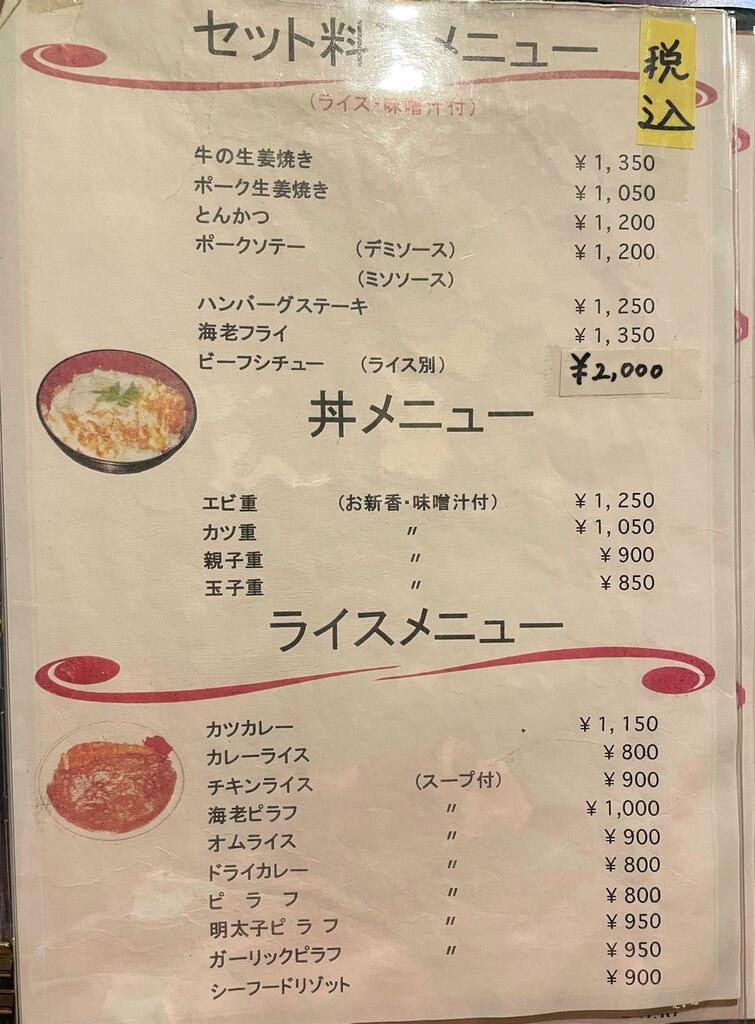 セット料 メニュー
税込
(ライス・味噌汁付)
牛の生姜焼き ¥1,350
ポーク生姜焼き ¥1,050
とんかつ ¥1,200
ポークソテー (デミソース) ¥1,200
(ミソソース)
ハンバーグステーキ ¥1,250
海老フライ ¥1,350
ビーフシチュー (ライス別) ¥2,000
丼メニュー
エビ重 (お新香・味噌汁付) ¥1,250
カツ重 〃 ¥1,050
親子重 〃 ¥900
玉子重 〃 ¥850
ライスメニュー
カツカレー ¥1,150
カレーライス ¥800
チキンライス (スープ付) ¥900
海老ピラフ 〃 ¥1,000
オムライス 〃 ¥900
ドライカレー 〃 ¥800
ピラフ 〃 ¥800
明太子ピラフ 〃 ¥950
ガーリックピラフ 〃 ¥950
シーフードリゾット ¥900